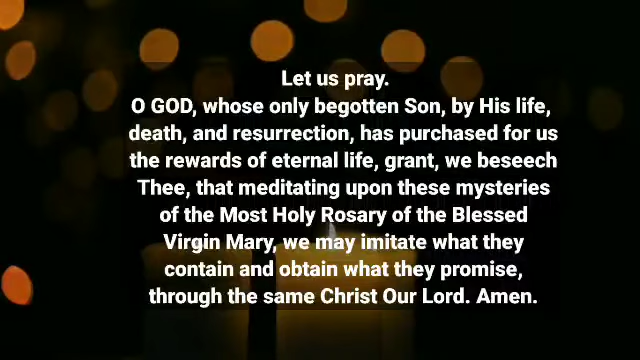 Let us pray.
O GOD, whose only begotten Son, by His life,
death, and resurrection, has purchased for us
the rewards of eternal life, grant, we beseech
Thee, that meditating upon these mysteries
of the Most Holy Rosary of the Blessed
Virgin Mary, we may imitate what they
contain and obtain what they promise,
through the same Christ Our Lord. Amen.